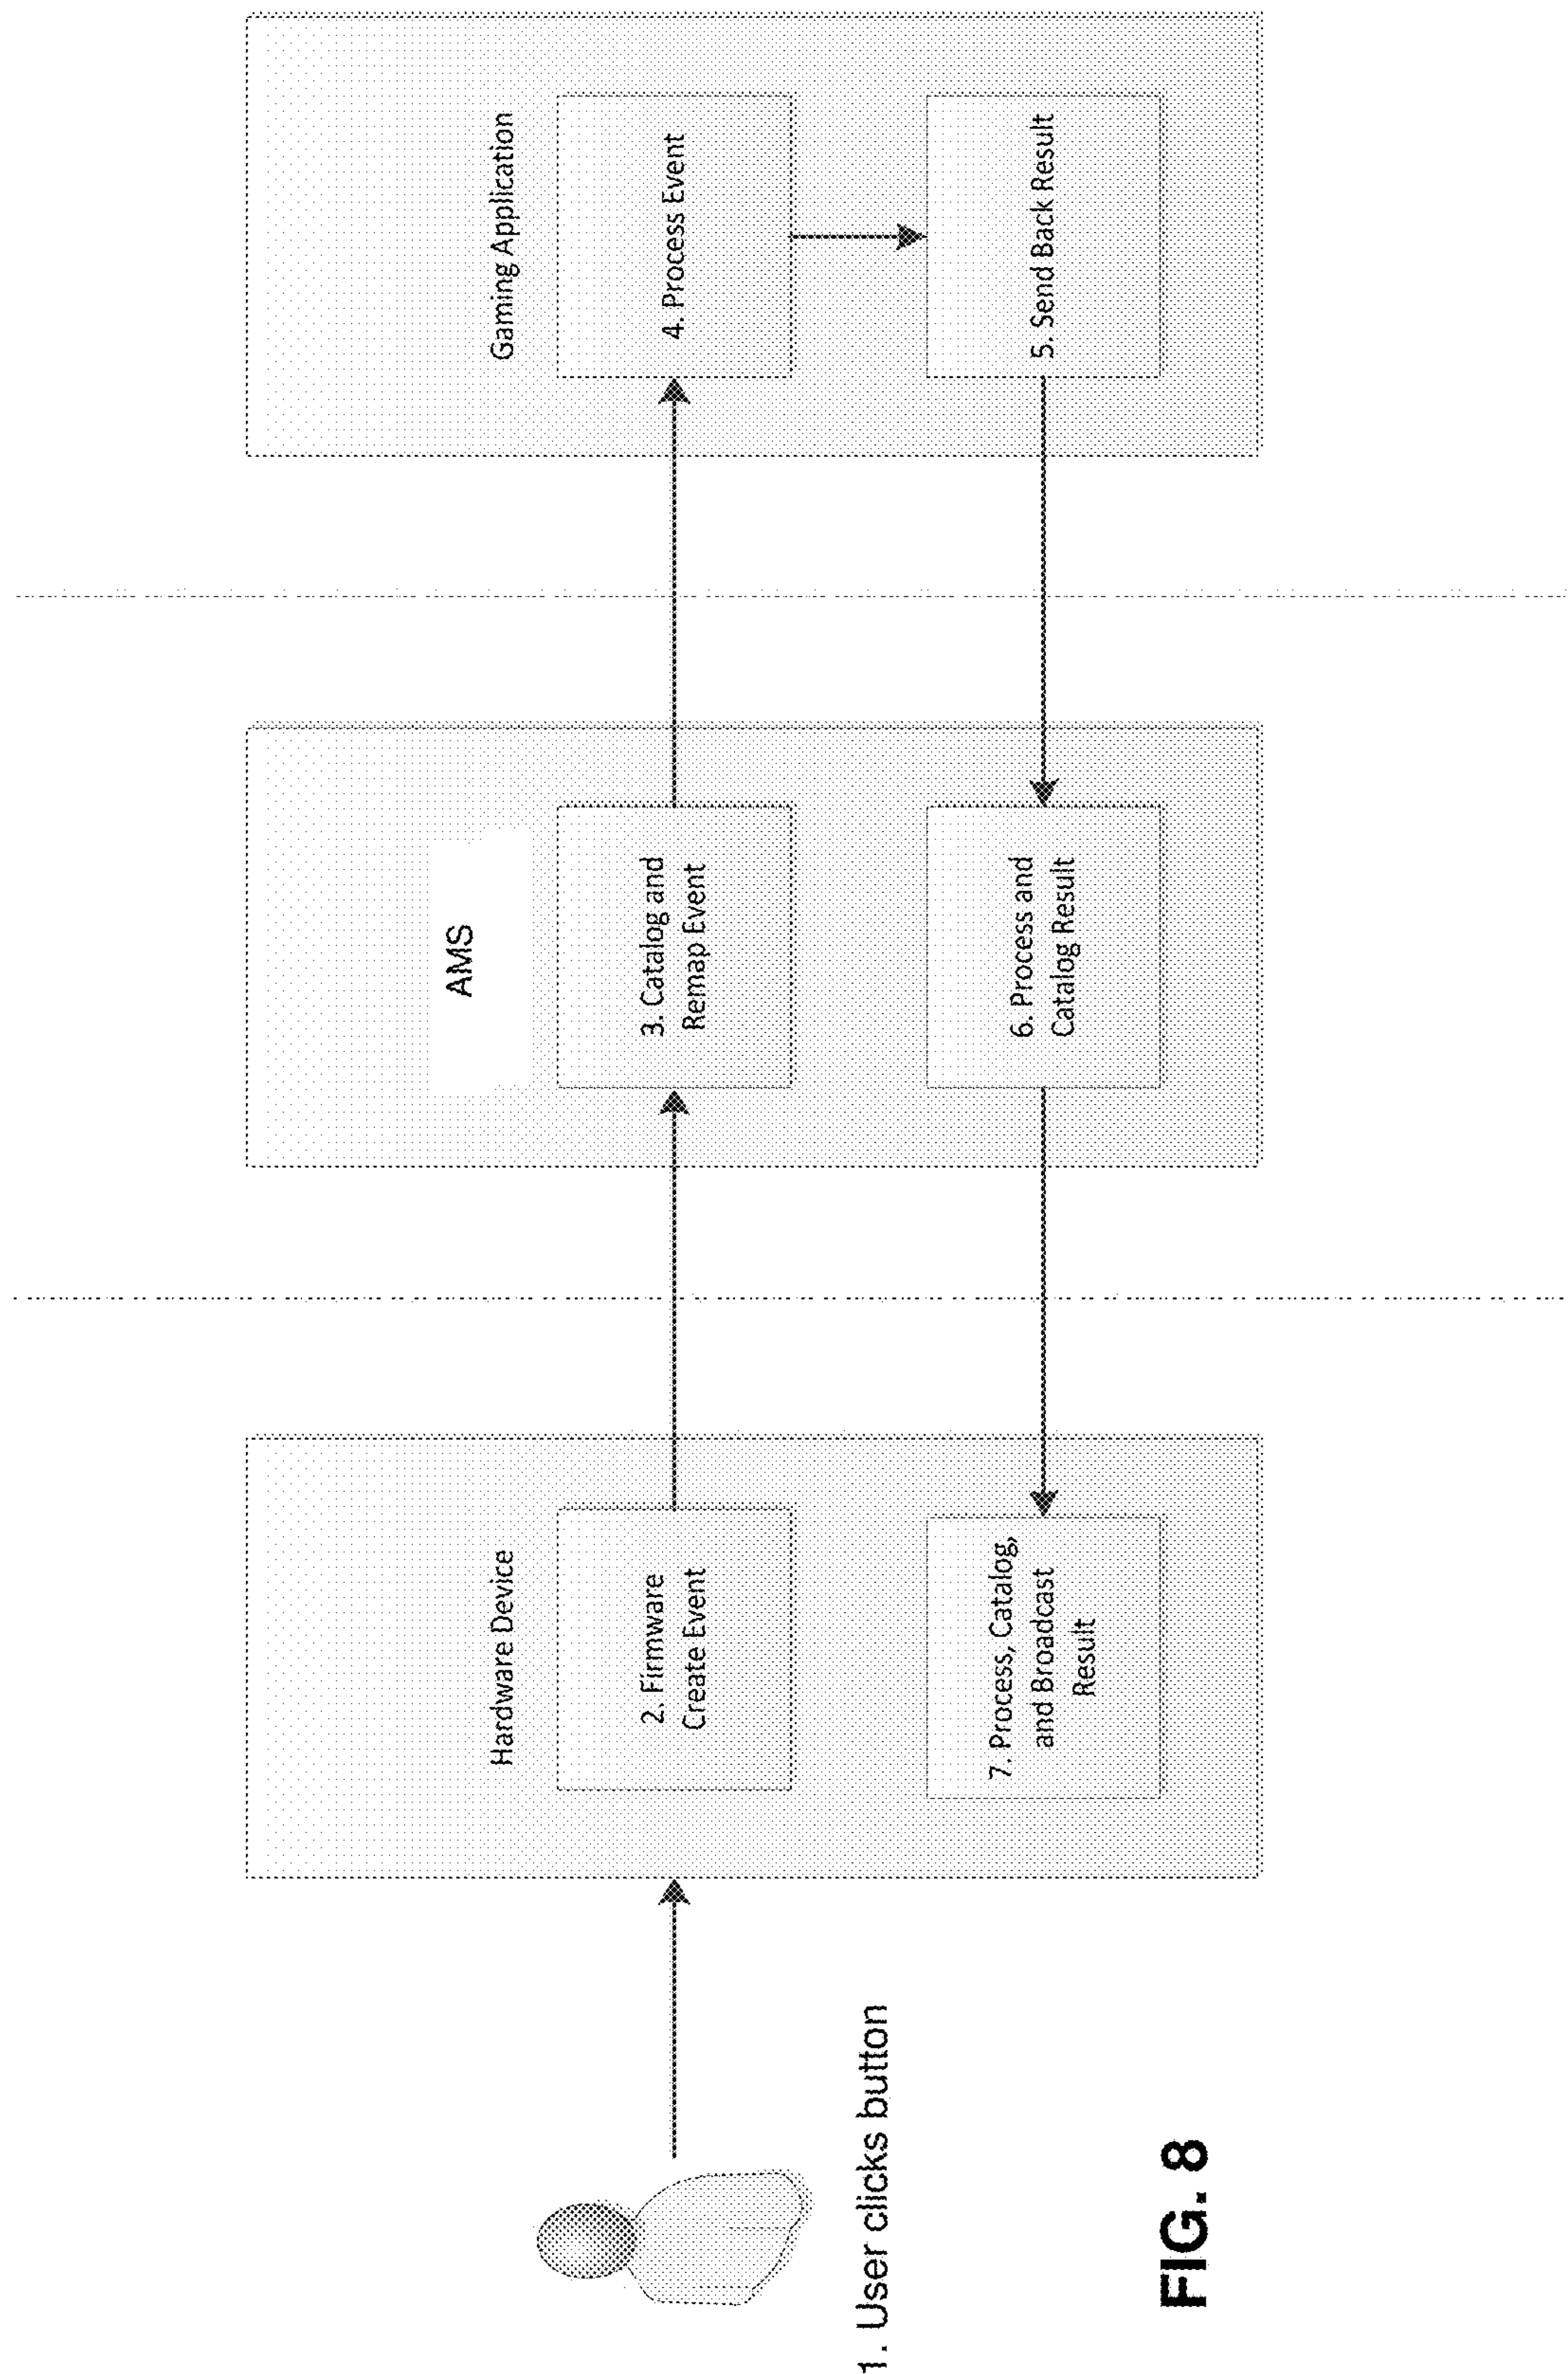 1. User clicks button
Hardware Device
2. Firmware
Create Event
7. Process, Catalog,
and Broadcast
Result
AMS
3. Catalog and
Remap Event
6. Process and
Catalog Result
Gaming Application
4. Process Event
5. Send Back Result
FIG. 8